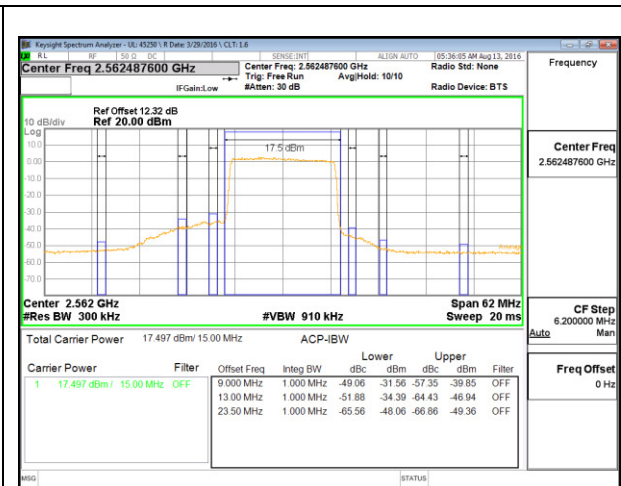 Keysight Spectrum Analyzer - UL: 45250 \ R Date: 3/29/2016 \ CLT: 1.6
RL RF 50 Ω DC SENSE:INT ALIGN AUTO 05:36:05 AM Aug 13, 2016
Center Freq 2.562487600 GHz Center Freq: 2.562487600 GHz Radio Std: None
Trig: Free Run Avg|Hold: 10/10
IFGain:Low #Atten: 30 dB Radio Device: BTS
Frequency
Ref Offset 12.32 dB
10 dB/div Ref 20.00 dBm
Log
10.0
0.00
-10.0
-20.0
-30.0
-40.0
-50.0
-60.0
-70.0
17.5 dBm
Average
Center Freq
2.562487600 GHz
Center 2.562 GHz Span 62 MHz
#Res BW 300 kHz #VBW 910 kHz Sweep 20 ms
CF Step
6.200000 MHz
Auto Man
Total Carrier Power 17.497 dBm/ 15.00 MHz ACP-IBW
Lower Upper
Carrier Power Filter Offset Freq Integ BW dBc dBm dBc dBm Filter
1 17.497 dBm / 15.00 MHz OFF 9.000 MHz 1.000 MHz -49.06 -31.56 -57.35 -39.85 OFF
13.00 MHz 1.000 MHz -51.88 -34.39 -64.43 -46.94 OFF
23.50 MHz 1.000 MHz -65.56 -48.06 -66.86 -49.36 OFF
Freq Offset
0 Hz
MSG STATUS